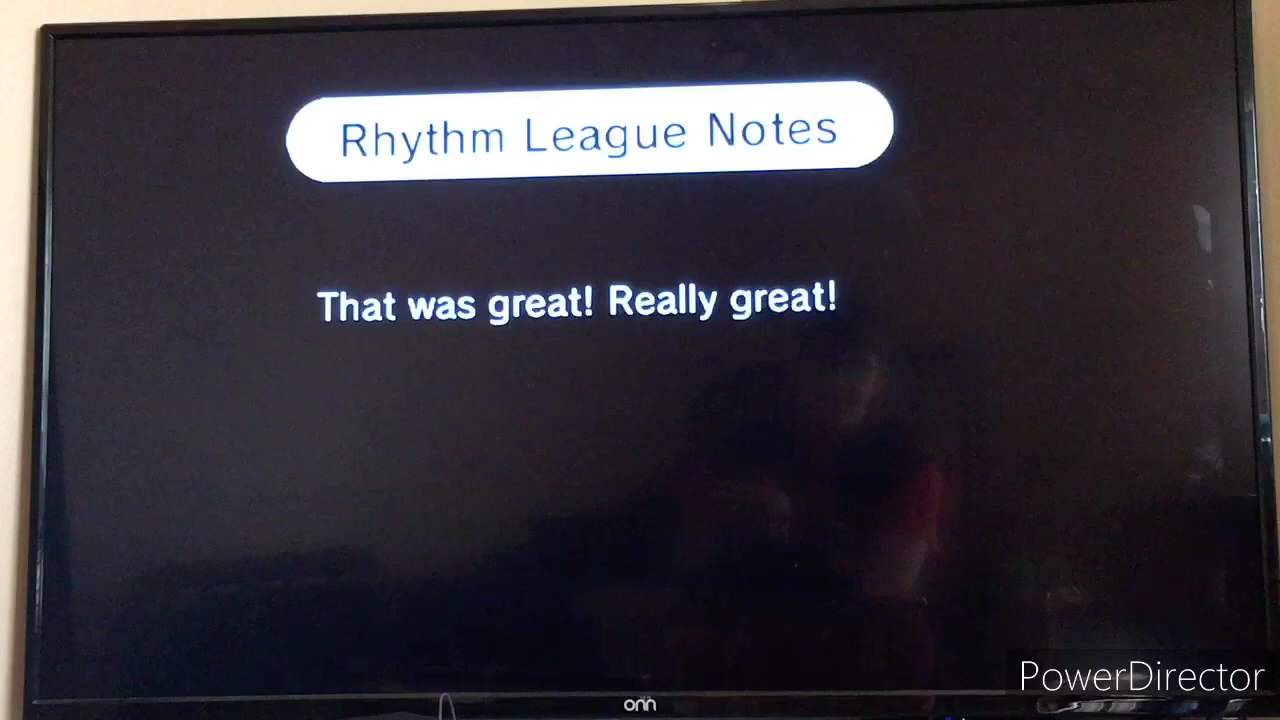 Rhythm League Notes
That was great! Really great!
PowerDirector
onn